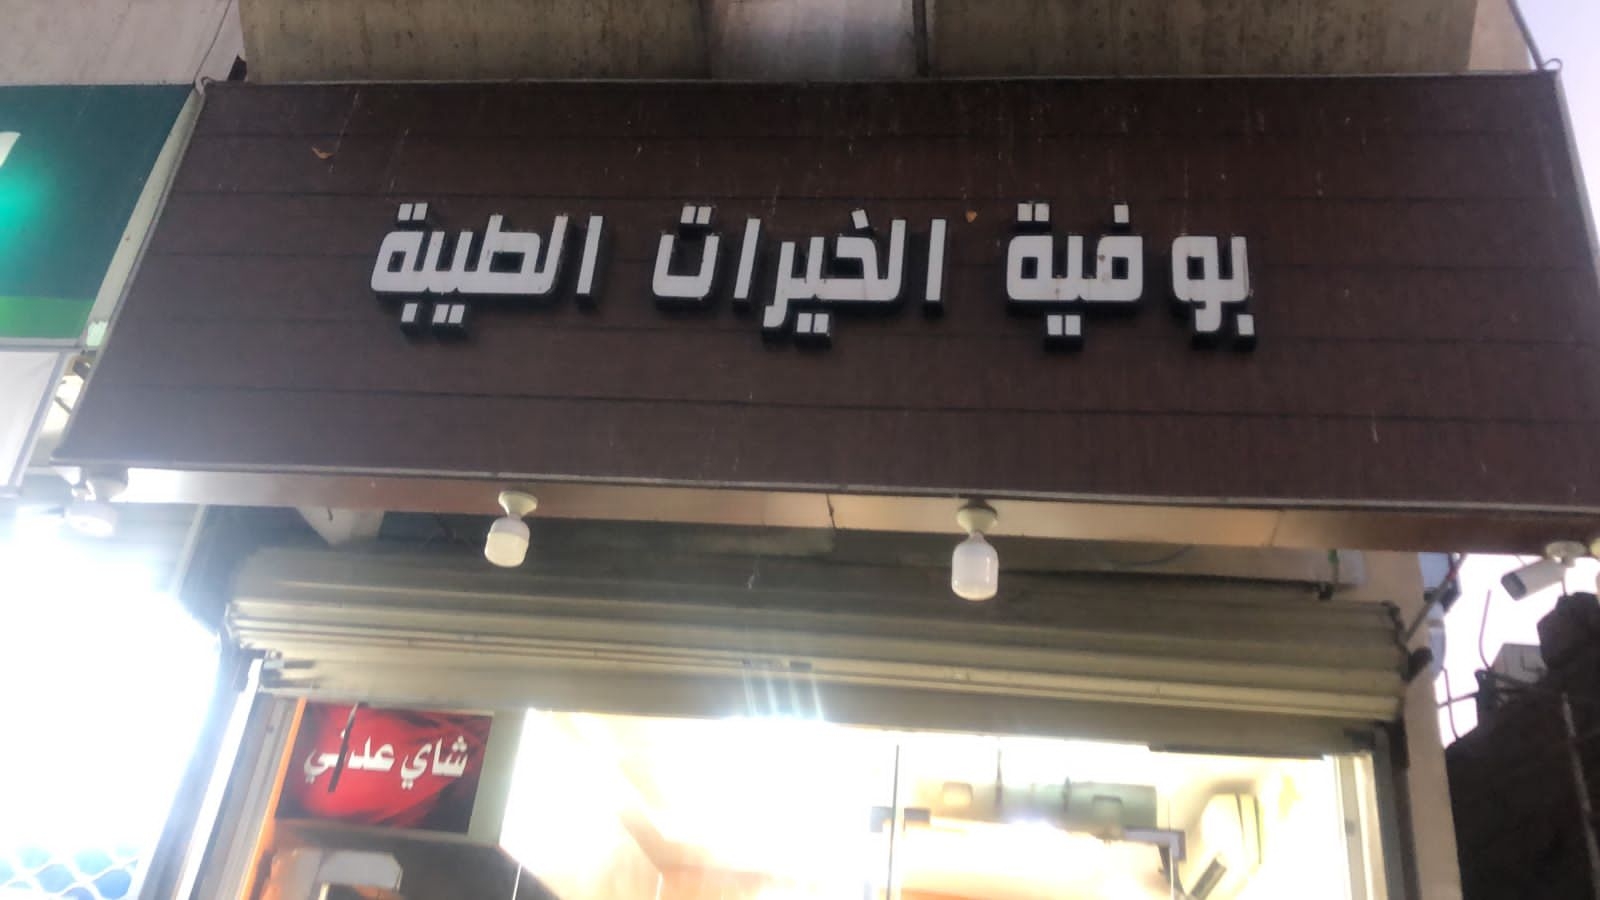 بوفية الخيرات الطيبة
شاي عدني